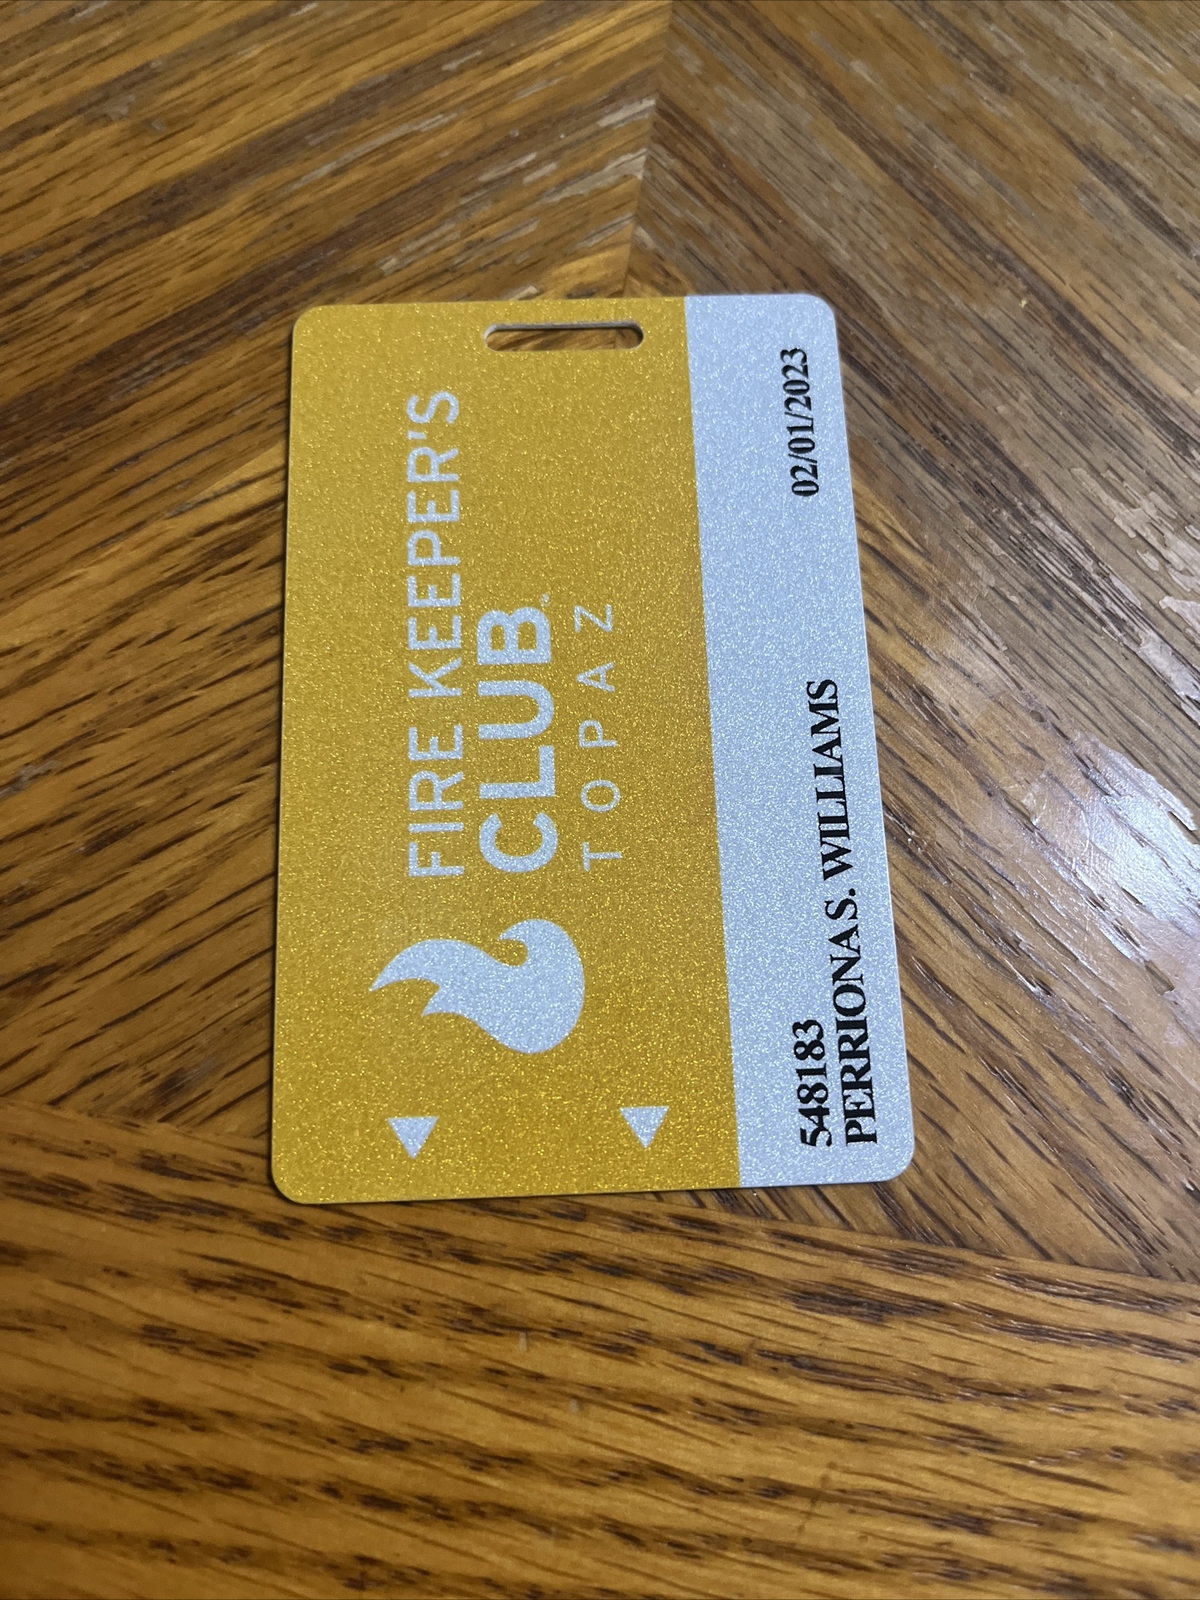 FIRE KEEPER'S
CLUB
TOPAZ
548183 02/01/2023
PERRIONA S. WILLIAMS